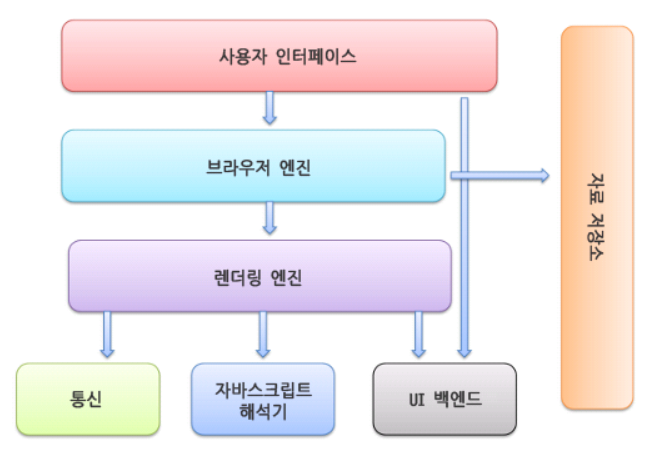 사용자 인터페이스
브라우저 엔진
자료 저장소
렌더링 엔진
통신
자바스크립트
해석기
UI 백엔드